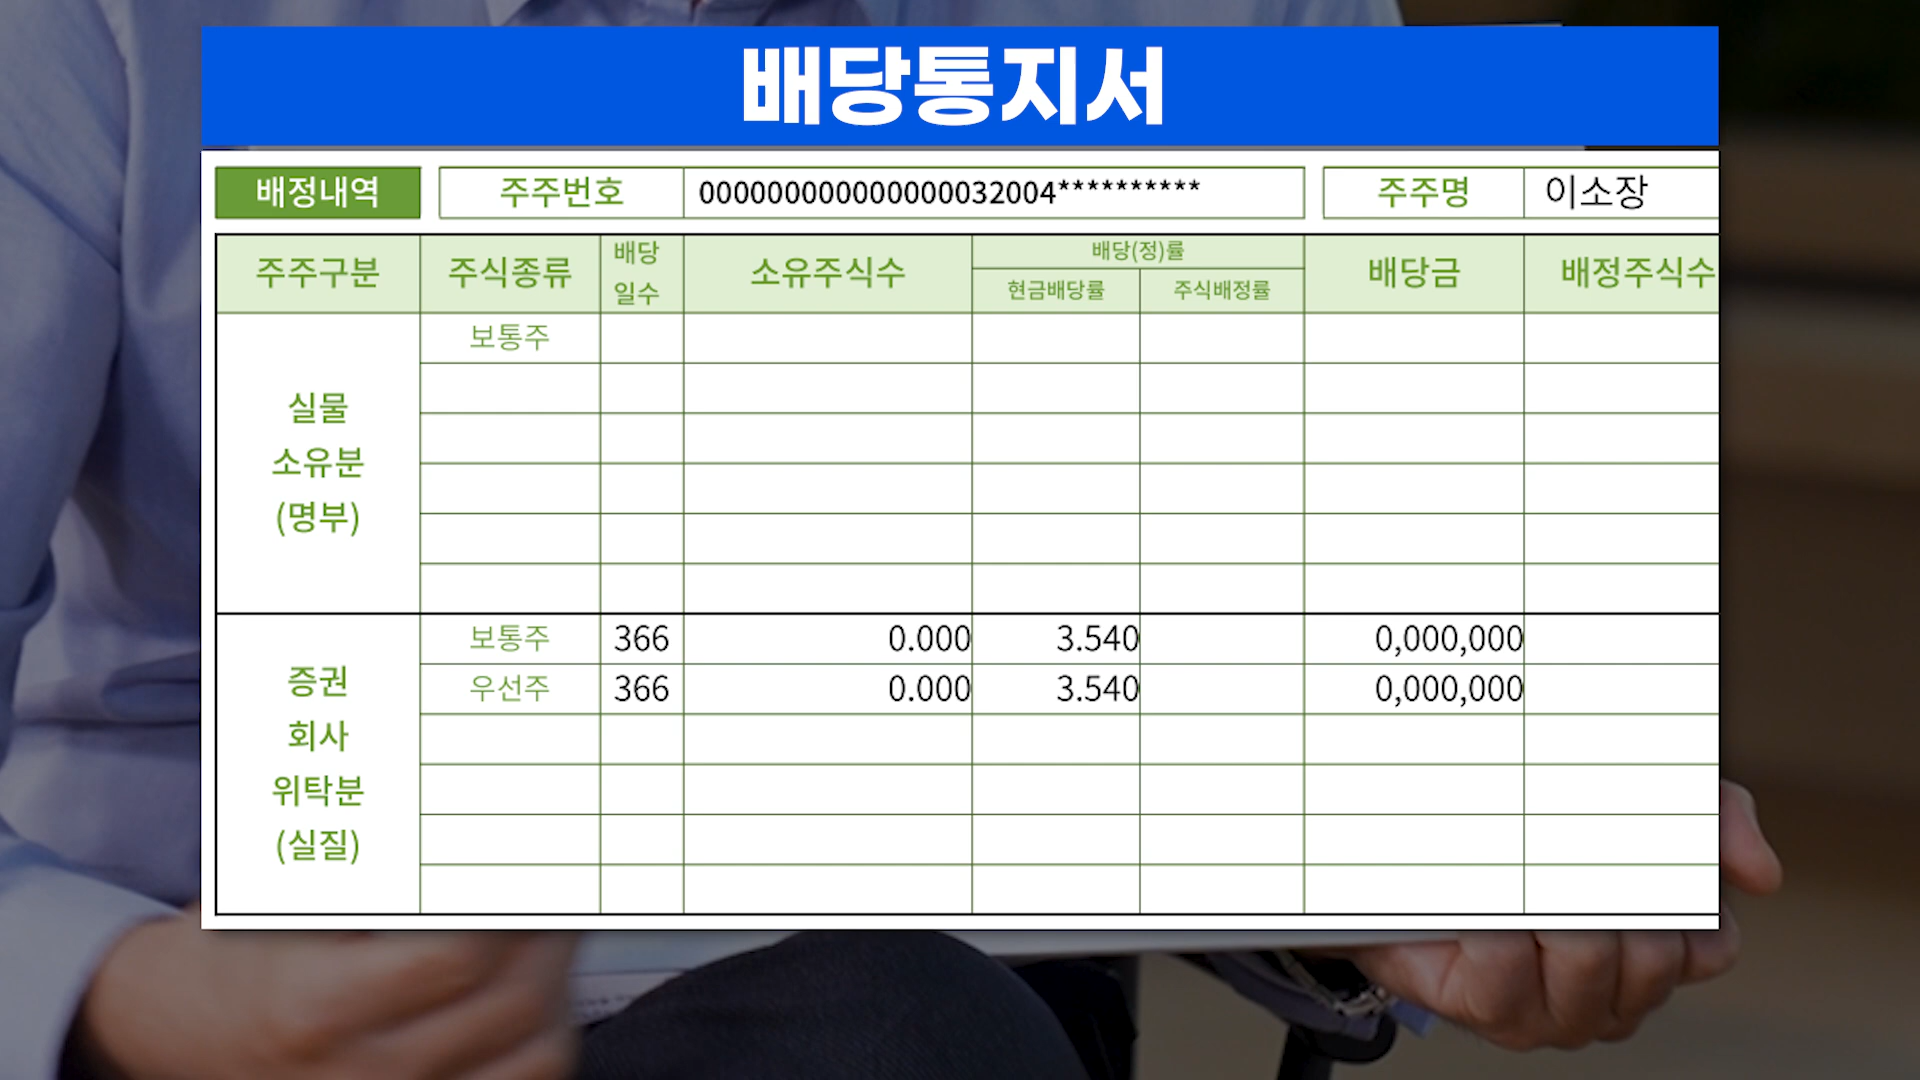 배당통지서
배정내역 주주번호 000000000000000032004********** 주주명 이소장
주주구분 주식종류 배당 일수 소유주식수 배당(정)률 현금배당률 주식배정률 배당금 배정주식수
실물 소유분 (명부) 보통주
증권 회사 위탁분 (실질) 보통주 366 0.000 3.540 0,000,000
우선주 366 0.000 3.540 0,000,000